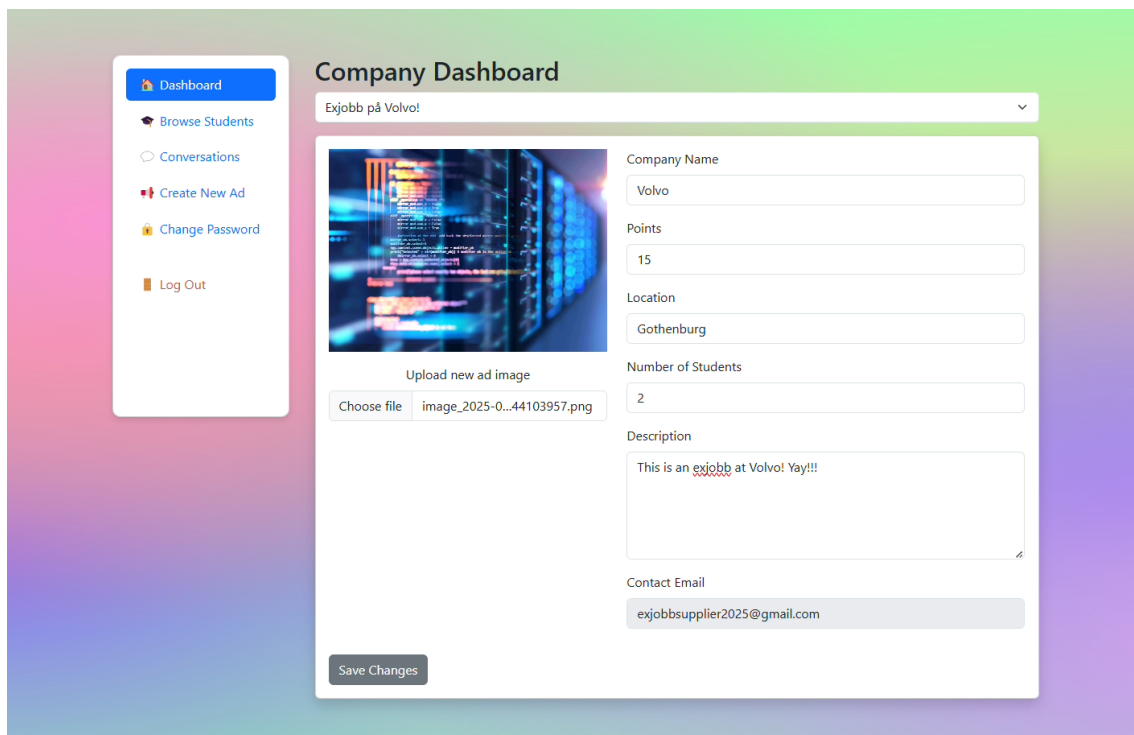 Dashboard
Browse Students
Conversations
Create New Ad
Change Password
Log Out
Company Dashboard
Exjobb på Volvo!
Upload new ad image
Choose file image_2025-0...44103957.png
Company Name
Volvo
Points
15
Location
Gothenburg
Number of Students
2
Description
This is an exjobb at Volvo! Yay!!!
Contact Email
exjobbsupplier2025@gmail.com
Save Changes